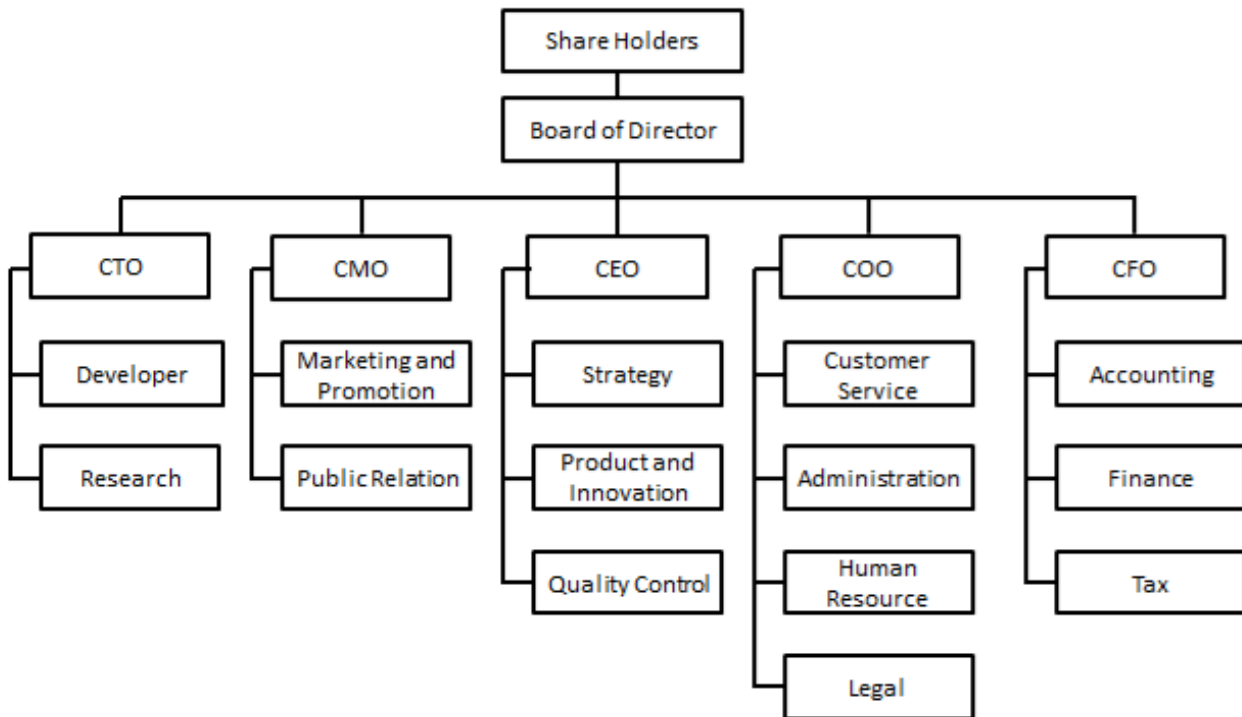 Share Holders
Board of Director
CTO
CMO
CEO
COO
CFO
Developer
Marketing and
Promotion
Strategy
Customer
Service
Accounting
Research
Public Relation
Product and
Innovation
Administration
Finance
Quality Control
Human
Resource
Tax
Legal